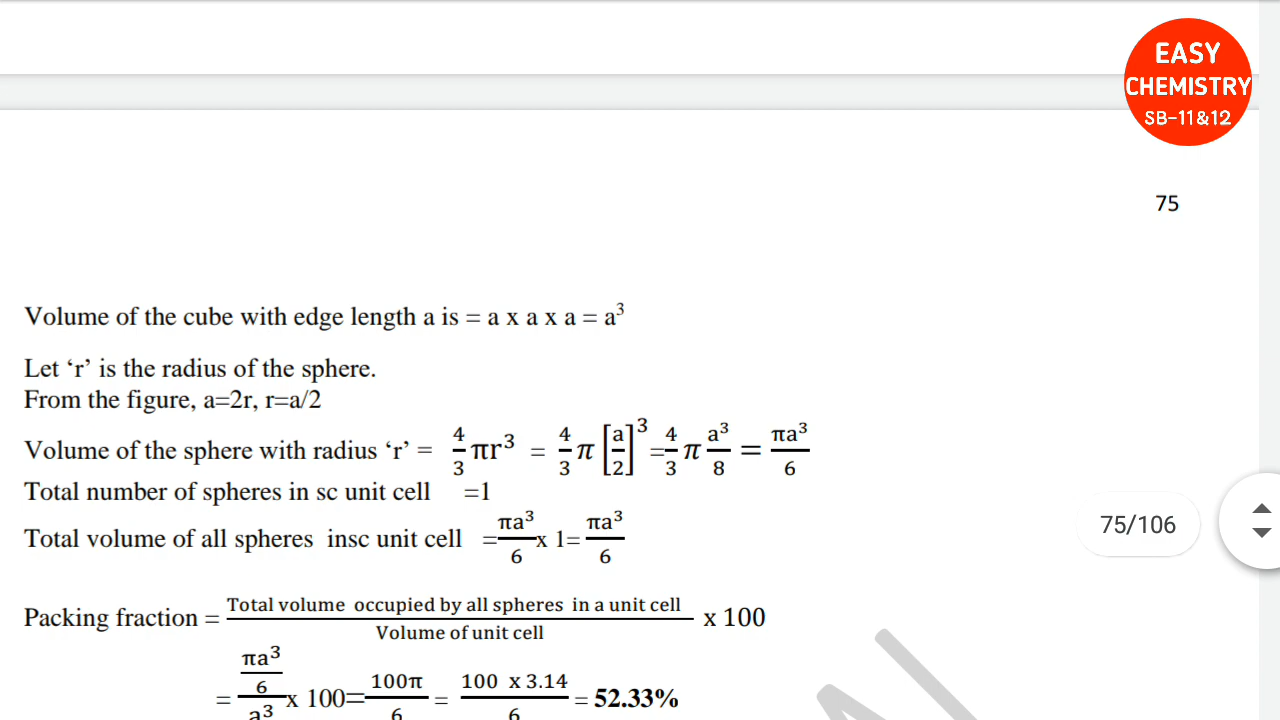 EASY
CHEMISTRY
SB-11&12
75
Volume of the cube with edge length a is = a x a x a = a³
Let ‘r’ is the radius of the sphere.
From the figure, a=2r, r=a/2
Volume of the sphere with radius ‘r’ = 4/3 πr³ = 4/3 π [a/2]³ = 4/3 π a³/8 = πa³/6
Total number of spheres in sc unit cell =1
Total volume of all spheres insc unit cell = πa³/6 x 1= πa³/6
75/106
Packing fraction = Total volume occupied by all spheres in a unit cell / Volume of unit cell x 100
= πa³/6 / a³ x 100= 100π/6 = 100 x 3.14/6 = 52.33%